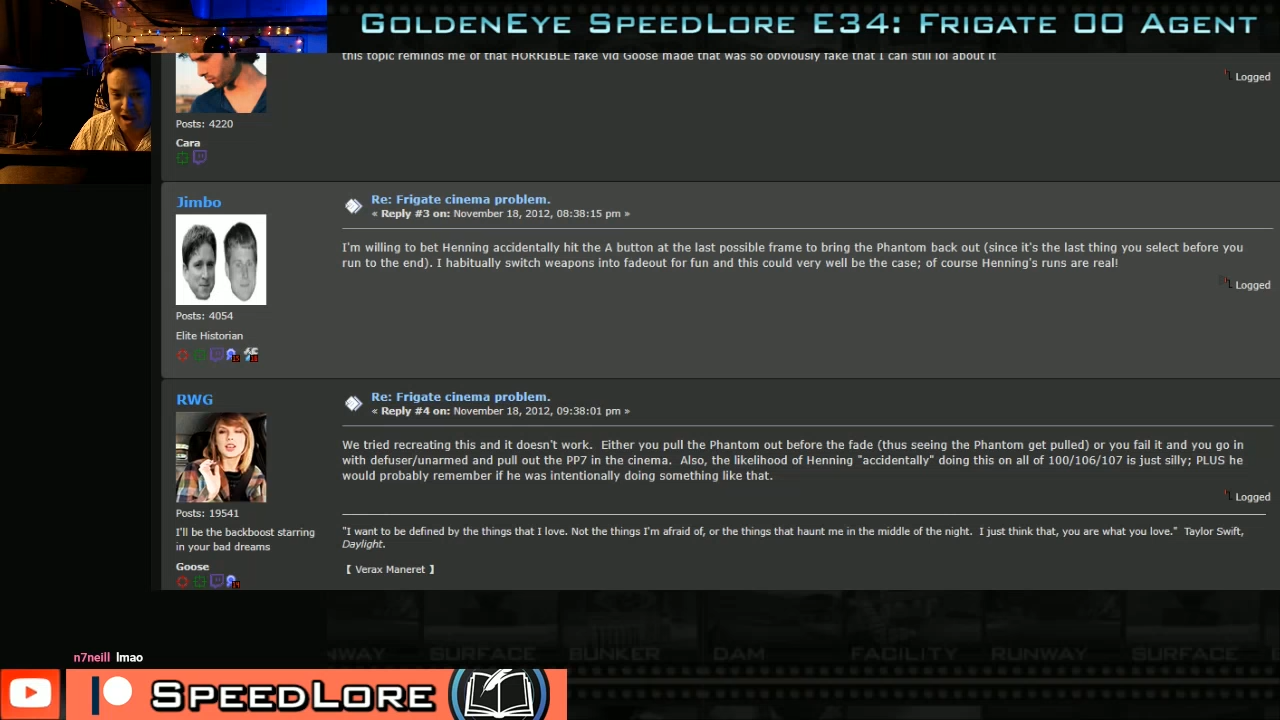 GoldenEye SpeedLore E34: Frigate 00 Agent
this topic reminds me of that HORRIBLE fake vid Goose made that was so obviously fake that I can still lol about it
Logged
Posts: 4220
Cara
Jimbo
Re: Frigate cinema problem.
« Reply #3 on: November 18, 2012, 08:38:15 pm »
I'm willing to bet Henning accidentally hit the A button at the last possible frame to bring the Phantom back out (since it's the last thing you select before you
run to the end). I habitually switch weapons into fadeout for fun and this could very well be the case; of course Henning's runs are real!
Logged
Posts: 4054
Elite Historian
RWG
Re: Frigate cinema problem.
« Reply #4 on: November 18, 2012, 09:38:01 pm »
We tried recreating this and it doesn't work. Either you pull the Phantom out before the fade (thus seeing the Phantom get pulled) or you fail it and you go in
with defuser/unarmed and pull out the PP7 in the cinema. Also, the likelihood of Henning "accidentally" doing this on all of 100/106/107 is just silly; PLUS he
would probably remember if he was intentionally doing something like that.
Logged
Posts: 19541
I'll be the backboost starring
in your bad dreams
Goose
"I want to be defined by the things that I love. Not the things I'm afraid of, or the things that haunt me in the middle of the night. I just think that, you are what you love." Taylor Swift,
Daylight.
【 Verax Maneret 】
SURFACE BUNKER DAM FACILITY RUNWAY SURFACE
n7neill lmao
SpeedLore